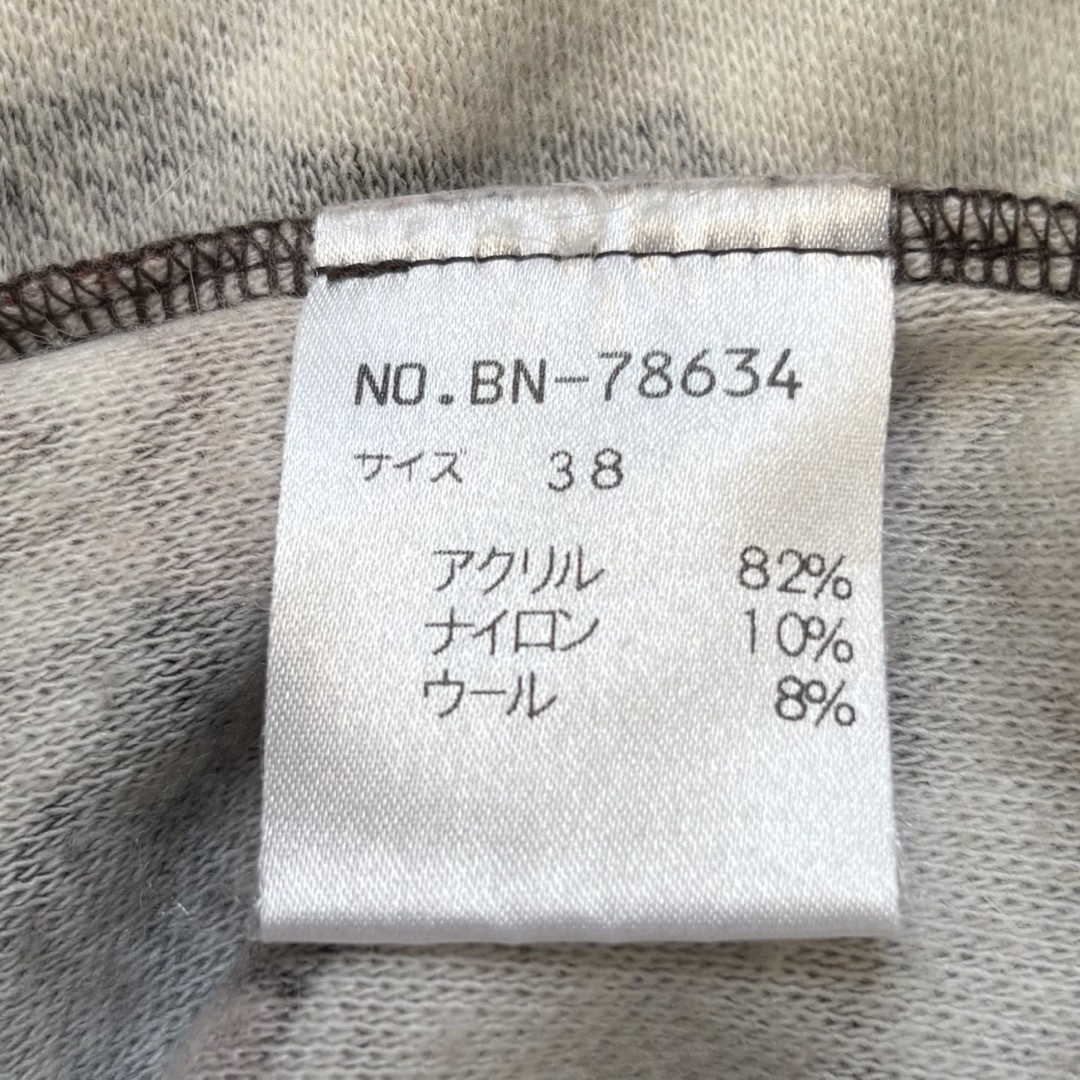 NO.BN-78634
サイズ 38
アクリル 82%
ナイロン 10%
ウール 8%